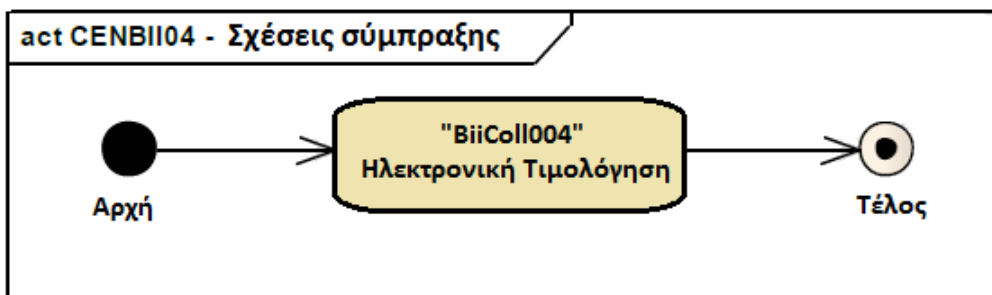 act CENBII04 - Σχέσεις σύμπραξης
"BiiColl004"
Ηλεκτρονική Τιμολόγηση
Αρχή
Τέλος